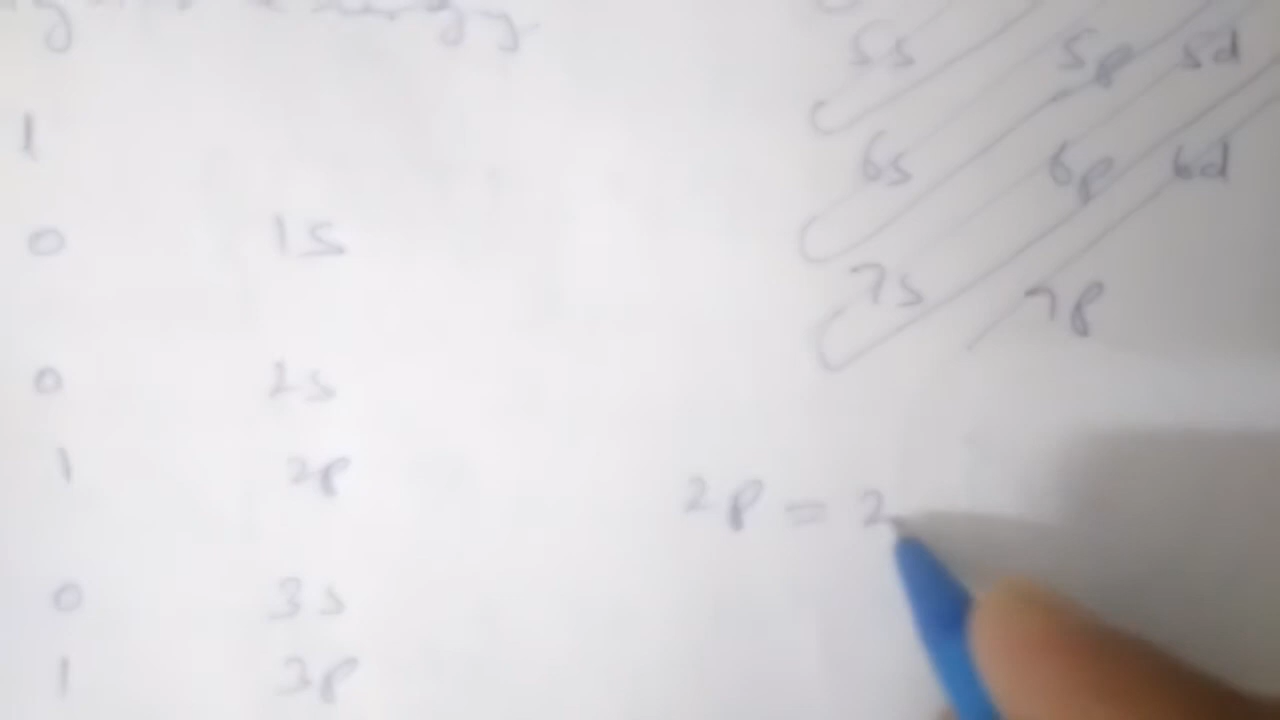 energy
5s 5p 5d
l
6s 6p 6d
0 1s
7s 7p
0 2s
1 2p
2p = 2
0 3s
1 3p